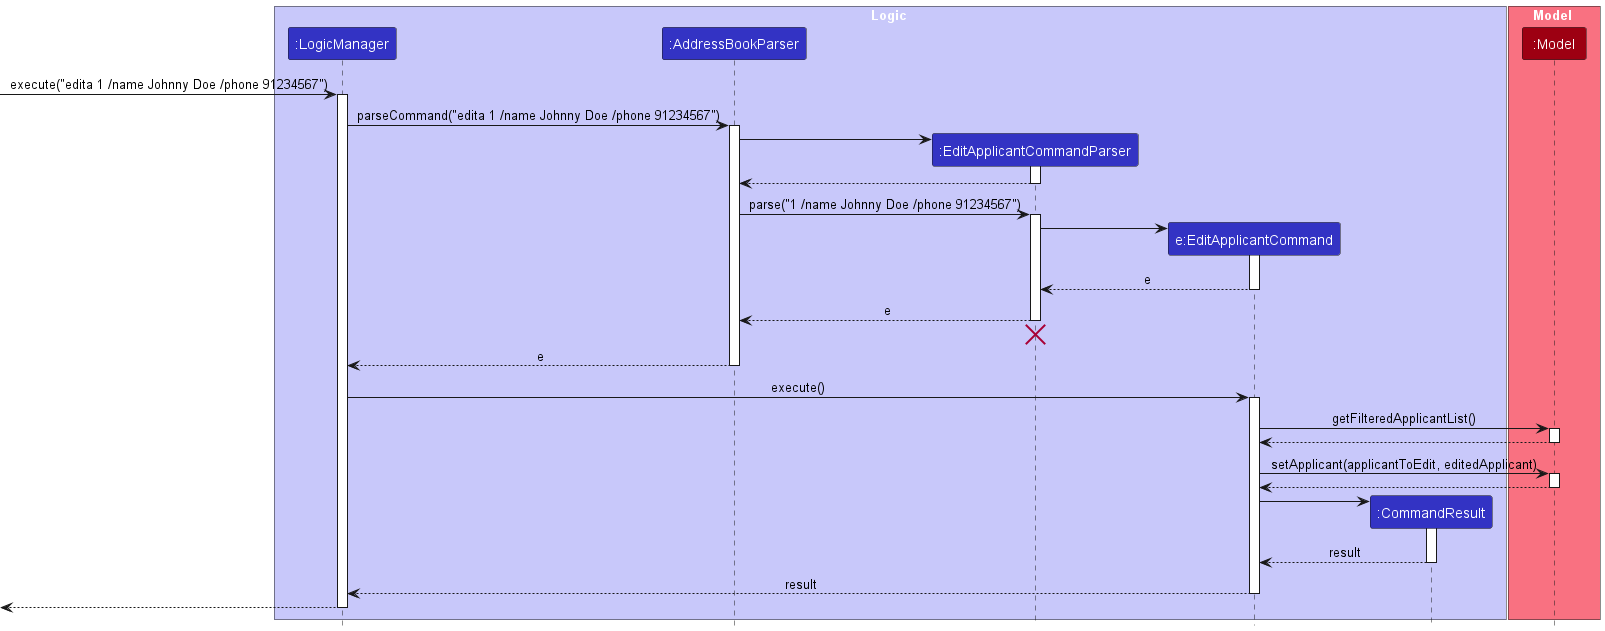 Logic
Model
:LogicManager
:AddressBookParser
:Model
execute("edita 1 /name Johnny Doe /phone 91234567")
parseCommand("edita 1 /name Johnny Doe /phone 91234567")
:EditApplicantCommandParser
parse("1 /name Johnny Doe /phone 91234567")
e:EditApplicantCommand
e
e
e
execute()
getFilteredApplicantList()
setApplicant(applicantToEdit, editedApplicant)
:CommandResult
result
result